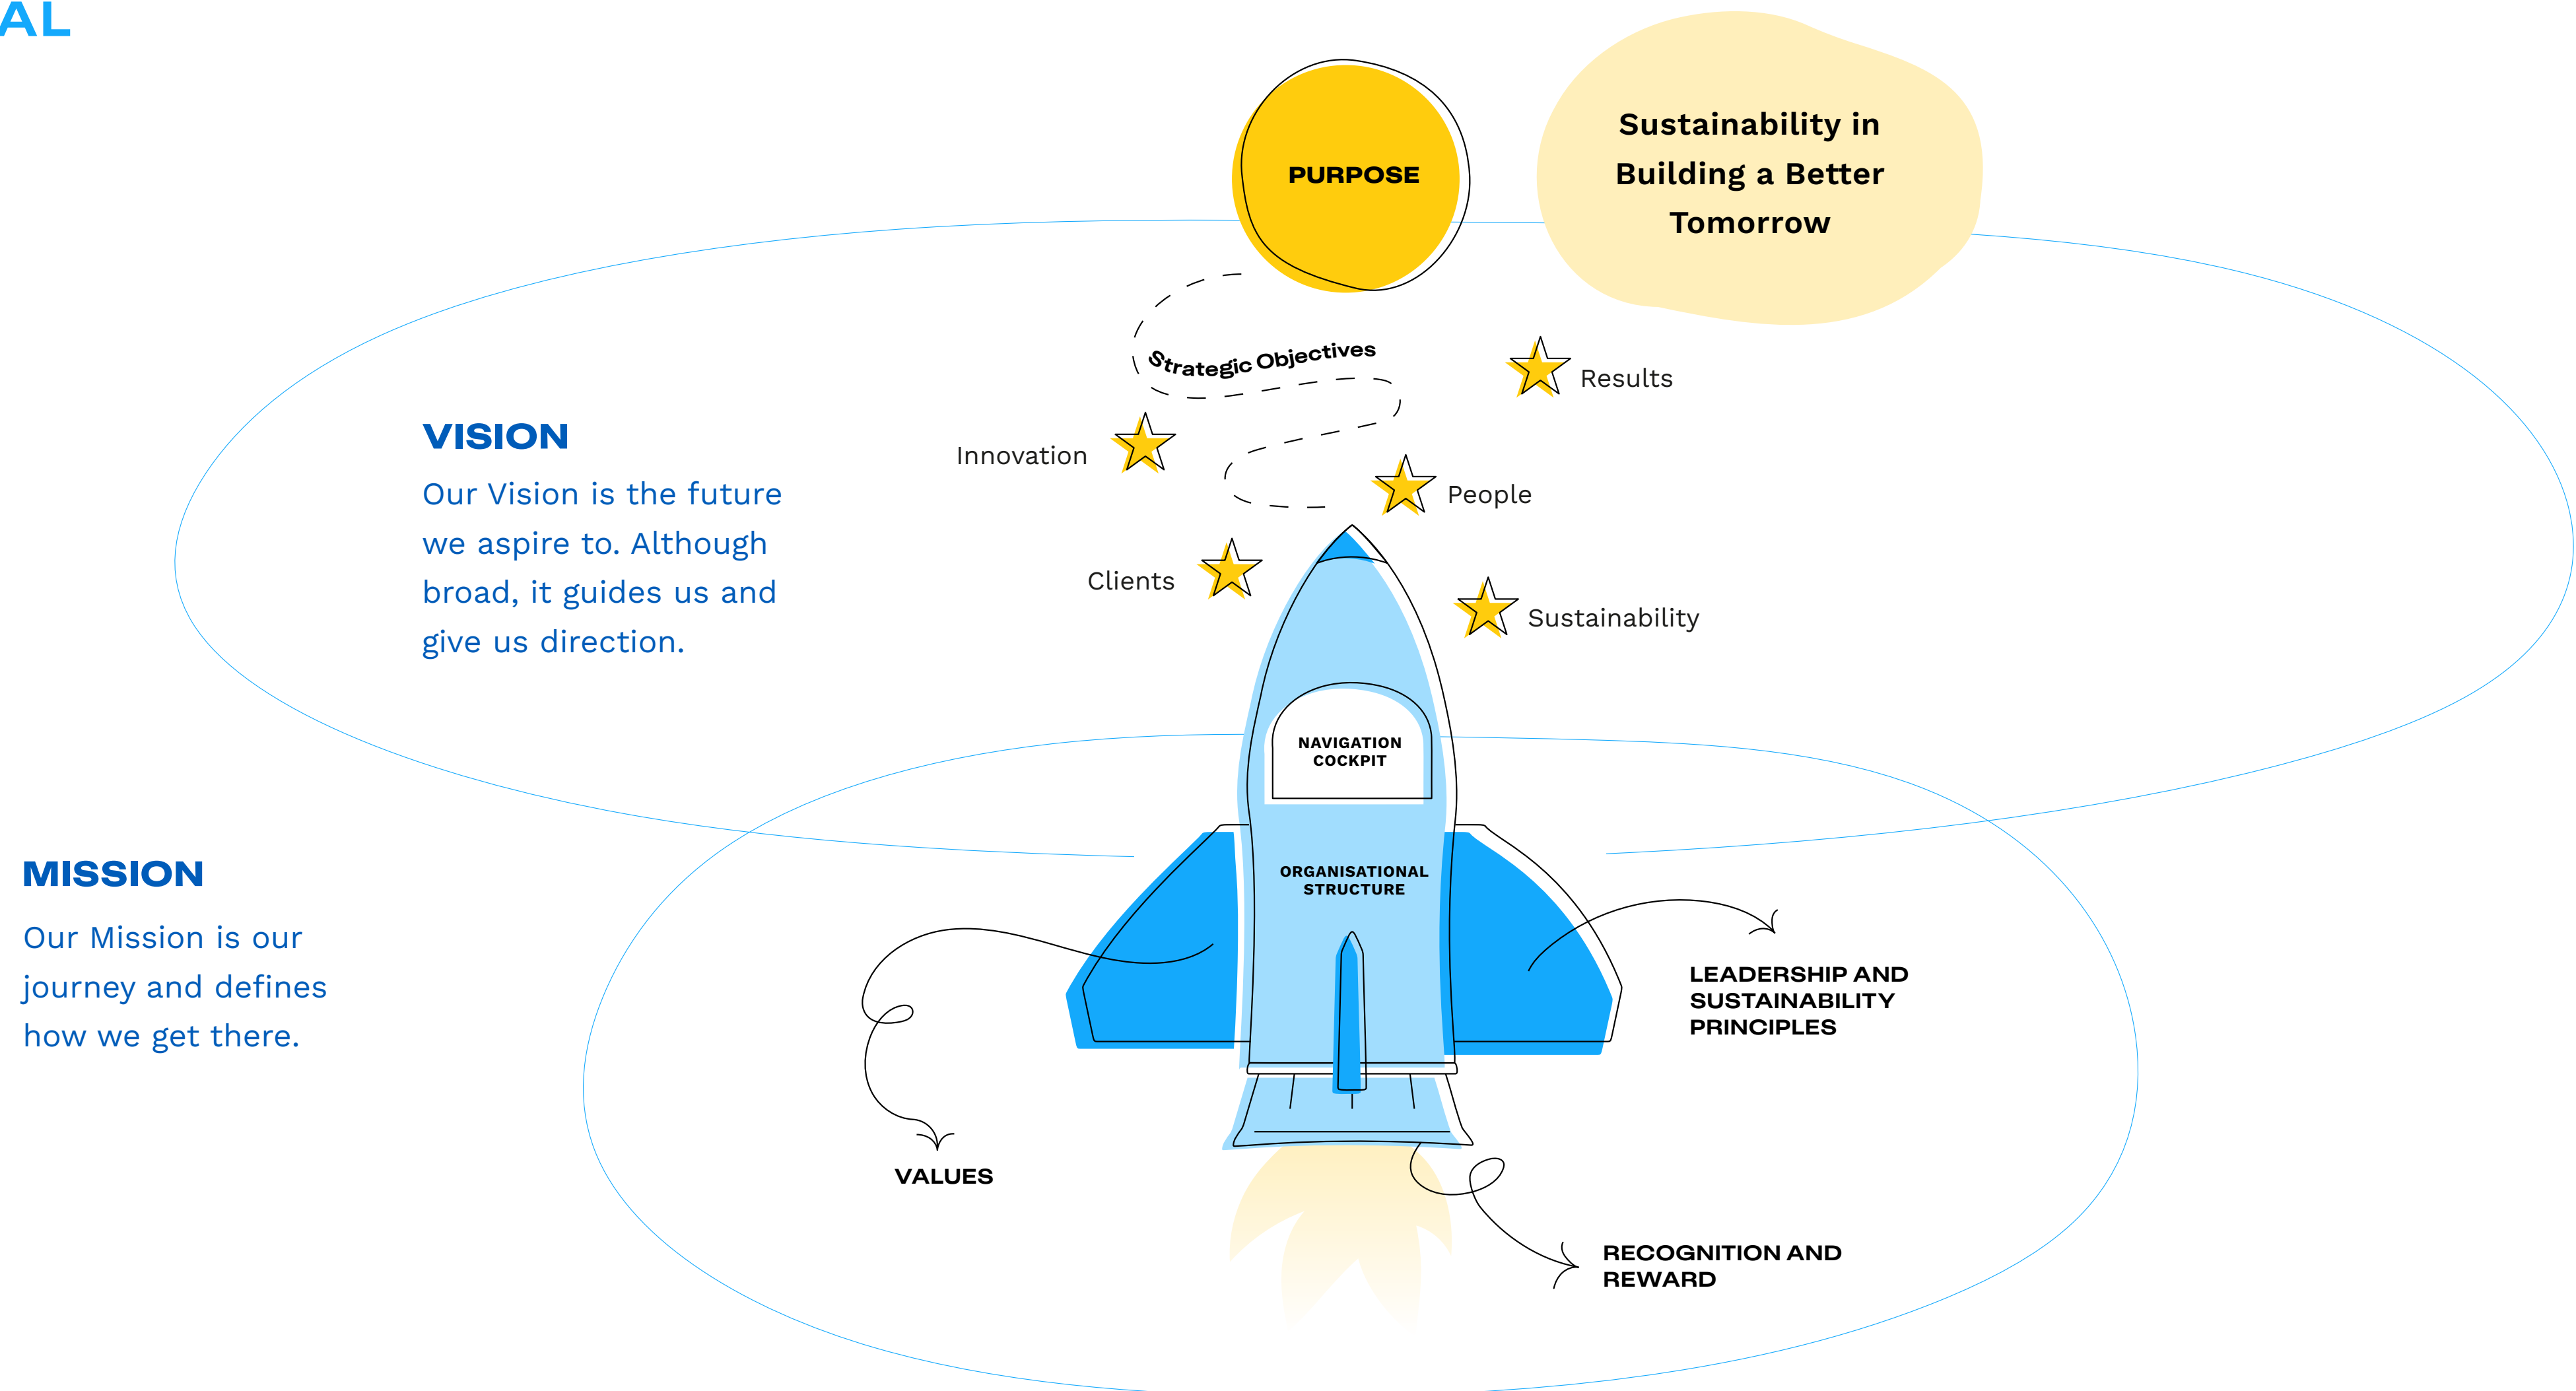 AL
PURPOSE
Sustainability in
Building a Better
Tomorrow
Strategic Objectives
Results
Innovation
People
Clients
Sustainability
VISION
Our Vision is the future
we aspire to. Although
broad, it guides us and
give us direction.
NAVIGATION
COCKPIT
ORGANISATIONAL
STRUCTURE
MISSION
Our Mission is our
journey and defines
how we get there.
LEADERSHIP AND
SUSTAINABILITY
PRINCIPLES
VALUES
RECOGNITION AND
REWARD